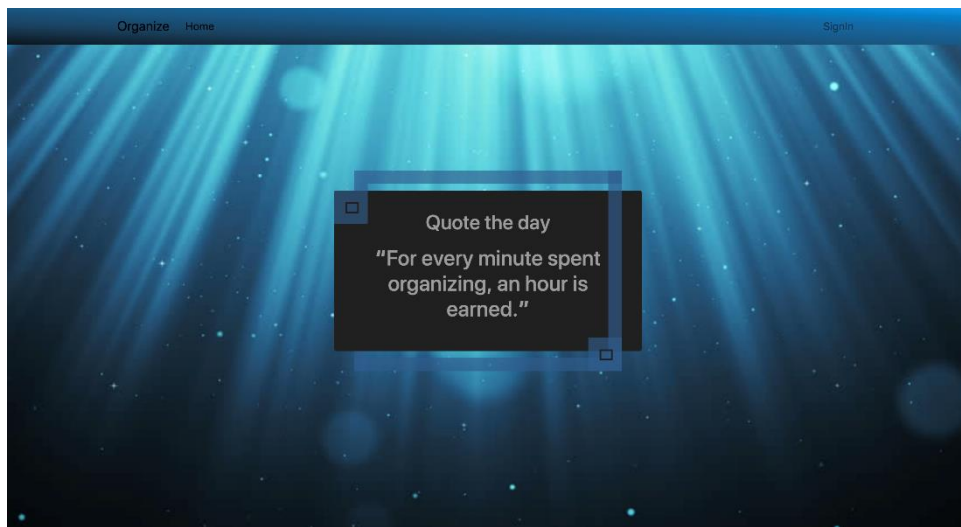 Organize Home SignIn
Quote the day
“For every minute spent
organizing, an hour is
earned.”